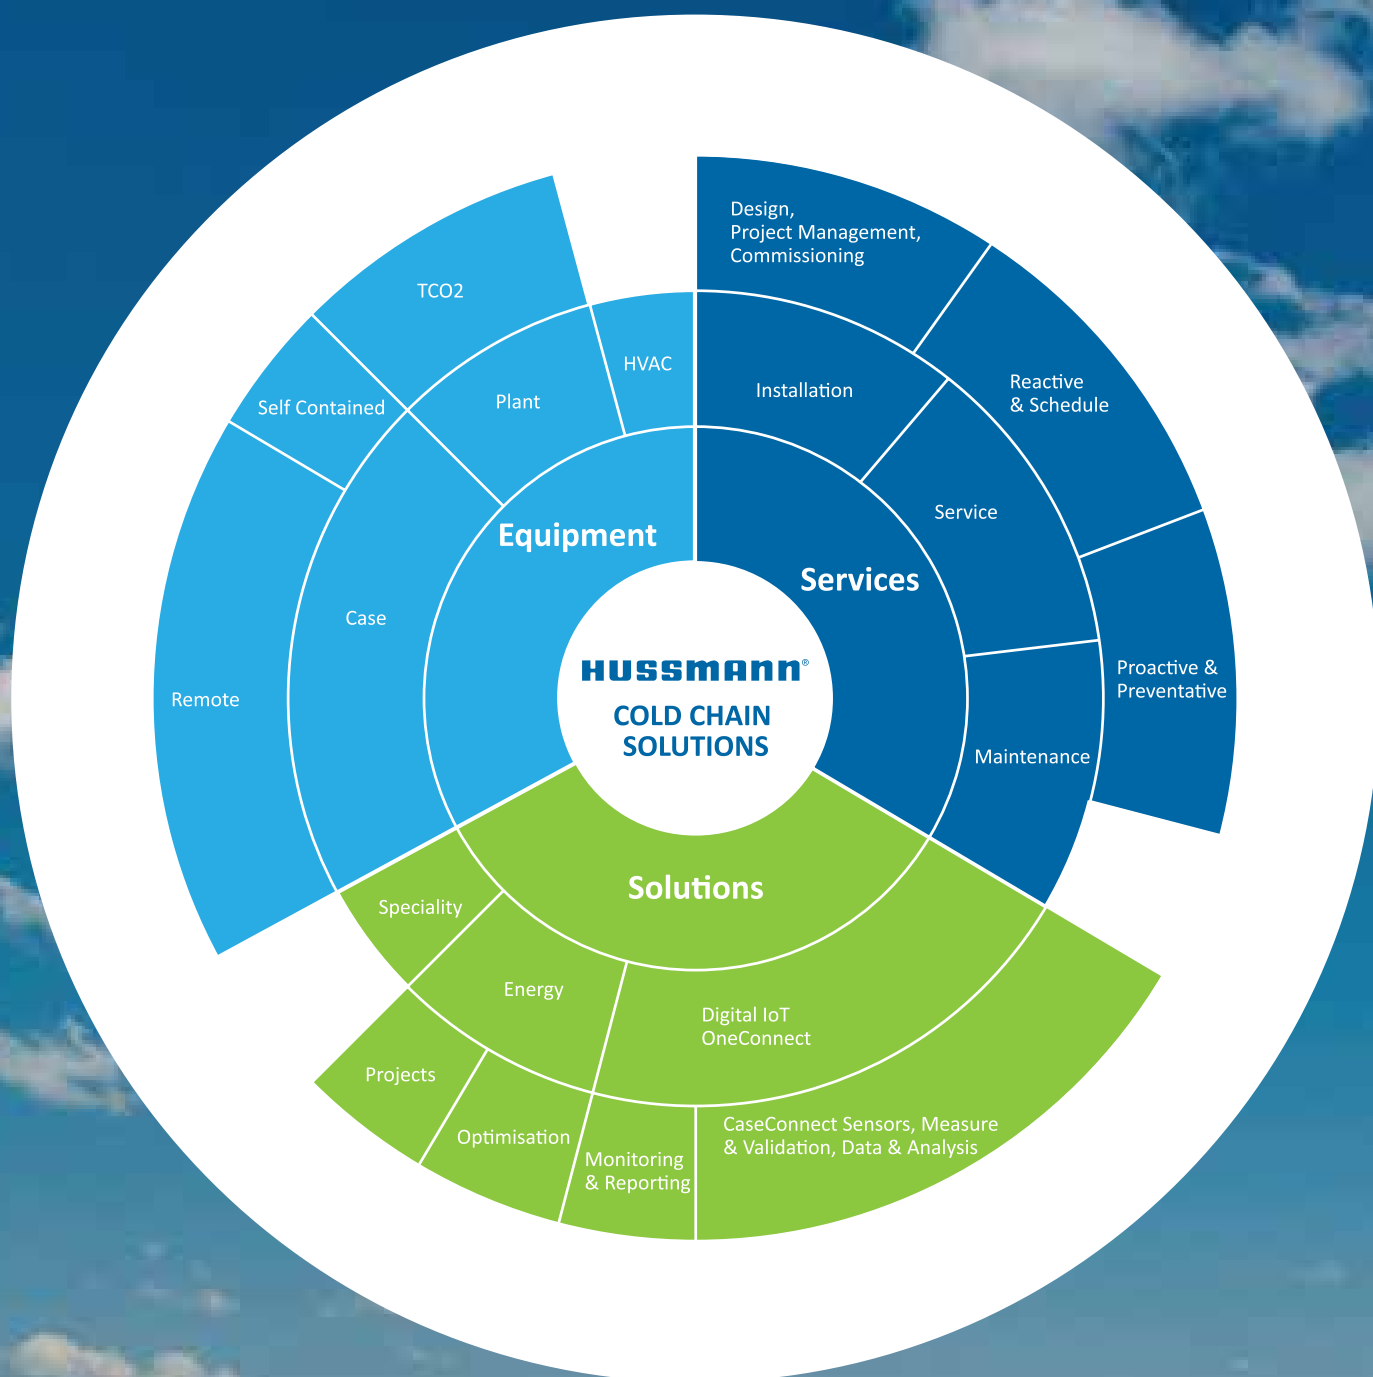 HUSSMANN®
COLD CHAIN
SOLUTIONS
Equipment
HVAC
Plant
TCO2
Case
Self Contained
Remote
Services
Installation
Design,
Project Management,
Commissioning
Service
Reactive
& Schedule
Maintenance
Proactive &
Preventative
Solutions
Speciality
Energy
Projects
Optimisation
Digital IoT
OneConnect
Monitoring
& Reporting
CaseConnect Sensors, Measure
& Validation, Data & Analysis